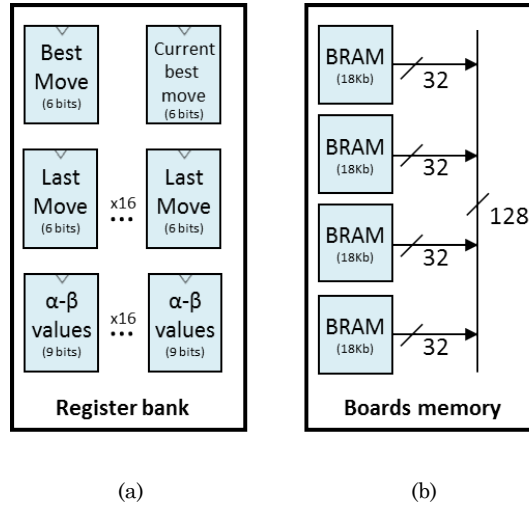 Best
Move
(6 bits)
Current
best
move
(6 bits)
Last
Move
(6 bits)
x16
...
Last
Move
(6 bits)
α-β
values
(9 bits)
x16
...
α-β
values
(9 bits)
Register bank
(a)
BRAM
(18Kb)
32
BRAM
(18Kb)
32
128
BRAM
(18Kb)
32
BRAM
(18Kb)
32
Boards memory
(b)